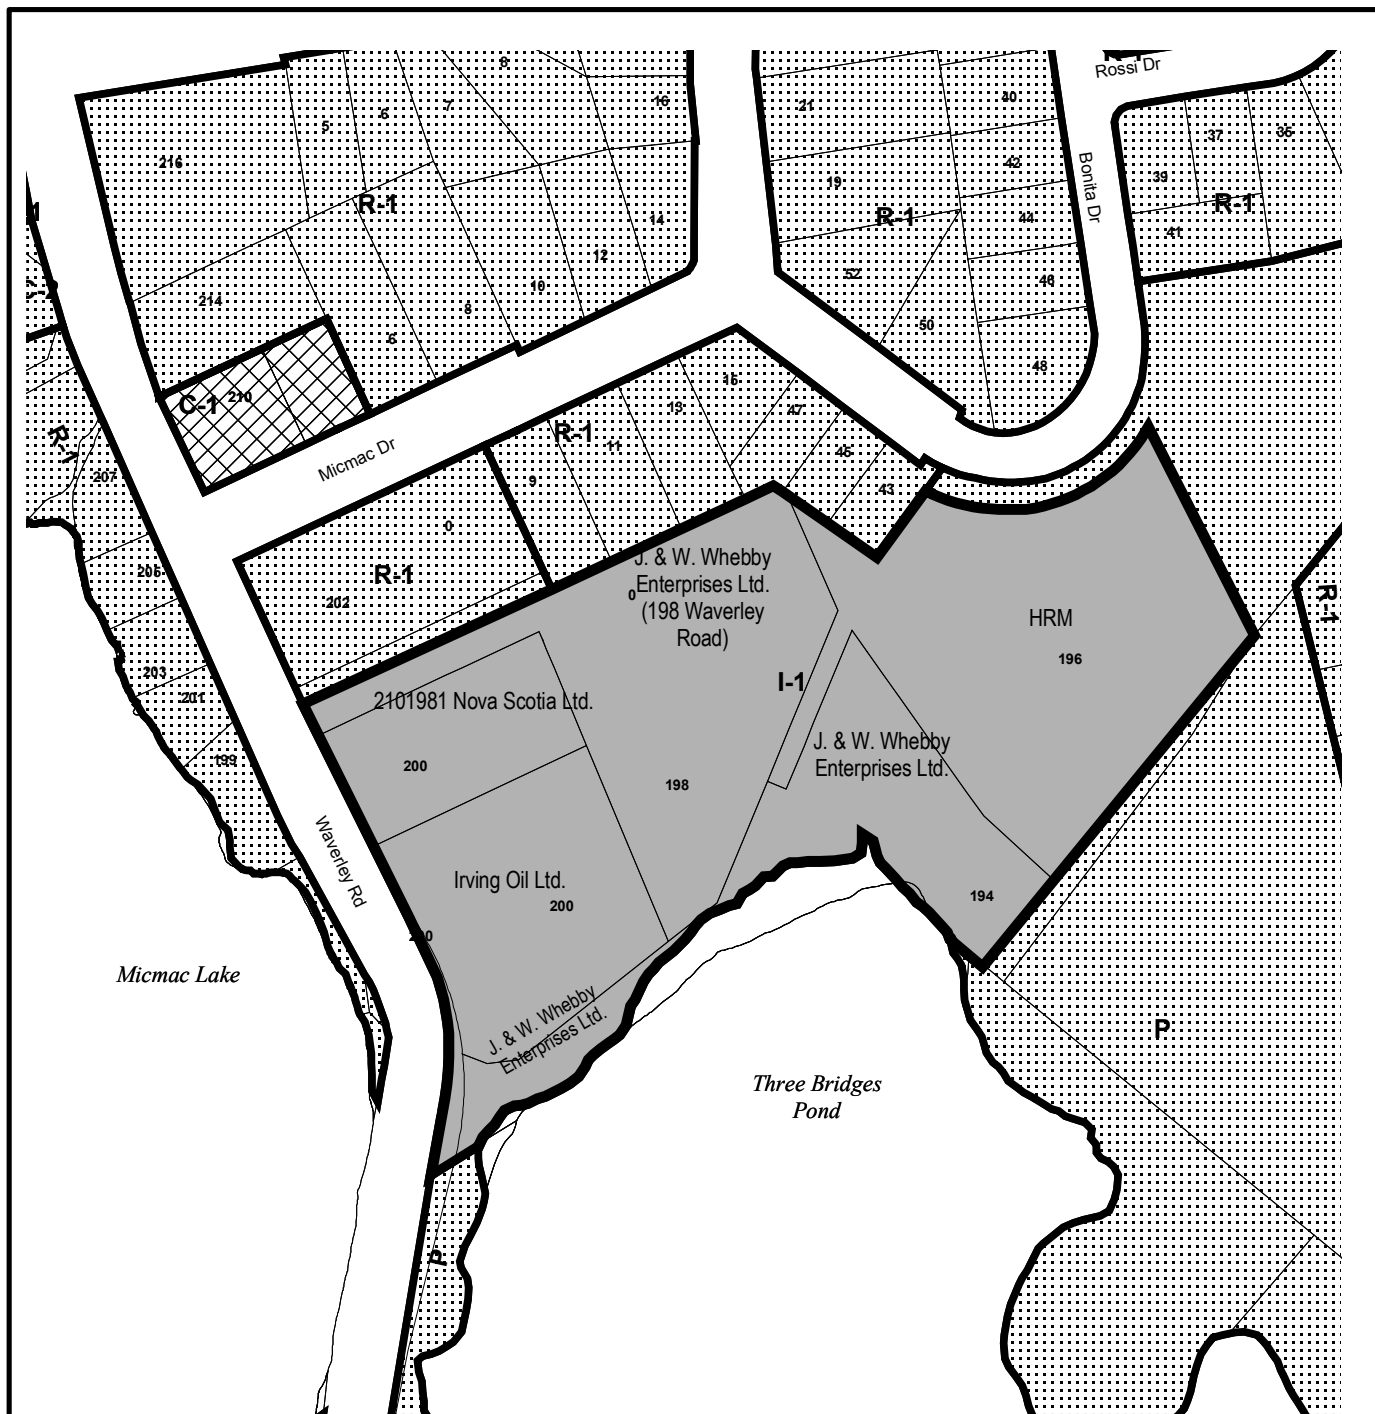 8
Rossi Dr
16
7
6
5
21
40
37
35
216
42
39
19
Bonita Dr
R-1
14
R-1
44
R-1
41
12
52
46
10
C-2
214
8
50
6
48
15
C-1
210
13
47
R-1
R-1
11
45
Micmac Dr
207
9
43
0
J. & W. Whebby
Enterprises Ltd.
(198 Waverley
Road)
0
205
R-1
202
R-1
HRM
196
203
I-1
201
2101981 Nova Scotia Ltd.
J. & W. Whebby
Enterprises Ltd.
199
200
198
Waverley Rd
Irving Oil Ltd.
200
194
200
Micmac Lake
J. & W. Whebby
Enterprises Ltd.
P
Three Bridges
Pond
P